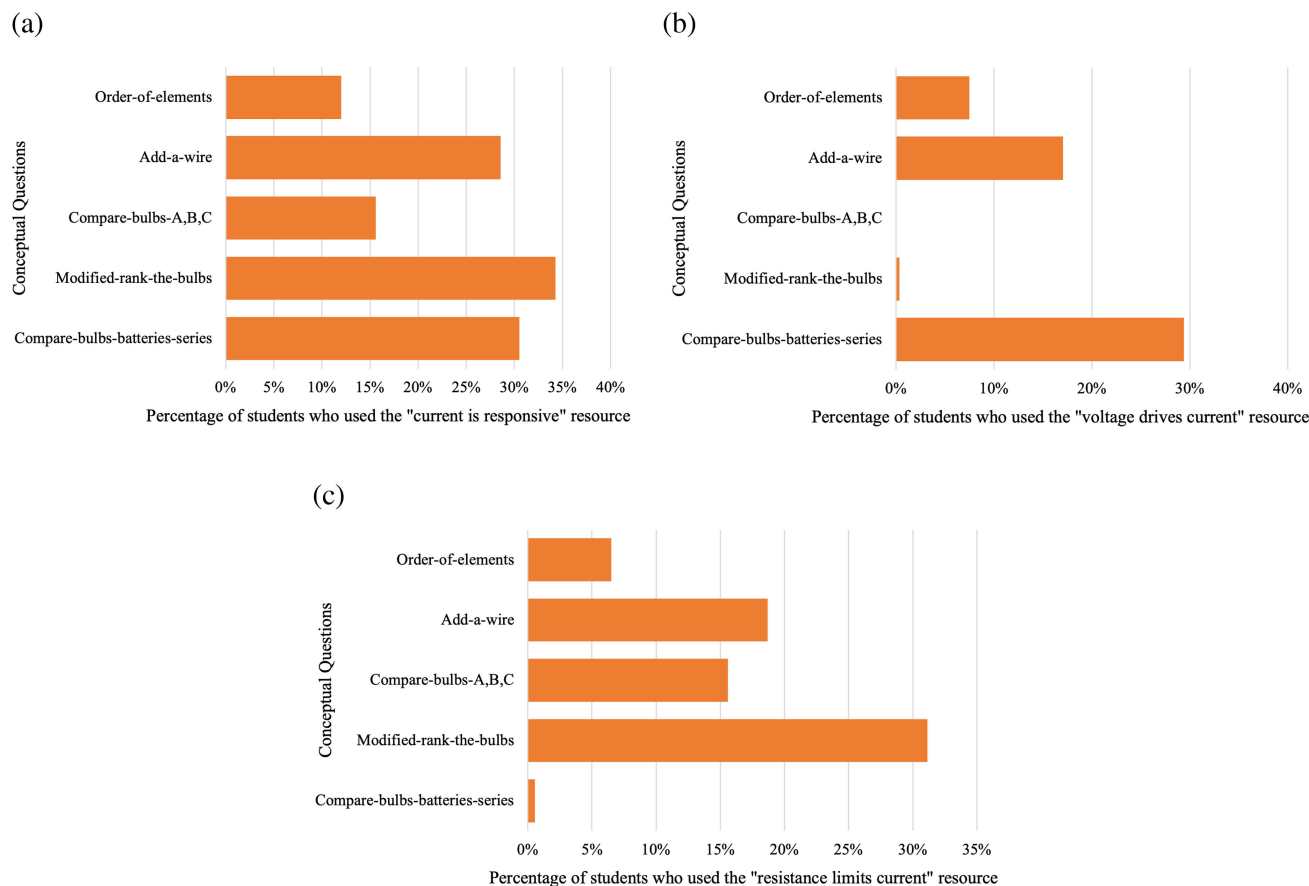 (a)
Conceptual Questions
Order-of-elements
Add-a-wire
Compare-bulbs-A,B,C
Modified-rank-the-bulbs
Compare-bulbs-batteries-series
0% 5% 10% 15% 20% 25% 30% 35% 40%
Percentage of students who used the "current is responsive" resource
(b)
Conceptual Questions
Order-of-elements
Add-a-wire
Compare-bulbs-A,B,C
Modified-rank-the-bulbs
Compare-bulbs-batteries-series
0% 10% 20% 30% 40%
Percentage of students who used the "voltage drives current" resource
(c)
Conceptual Questions
Order-of-elements
Add-a-wire
Compare-bulbs-A,B,C
Modified-rank-the-bulbs
Compare-bulbs-batteries-series
0% 5% 10% 15% 20% 25% 30% 35%
Percentage of students who used the "resistance limits current" resource